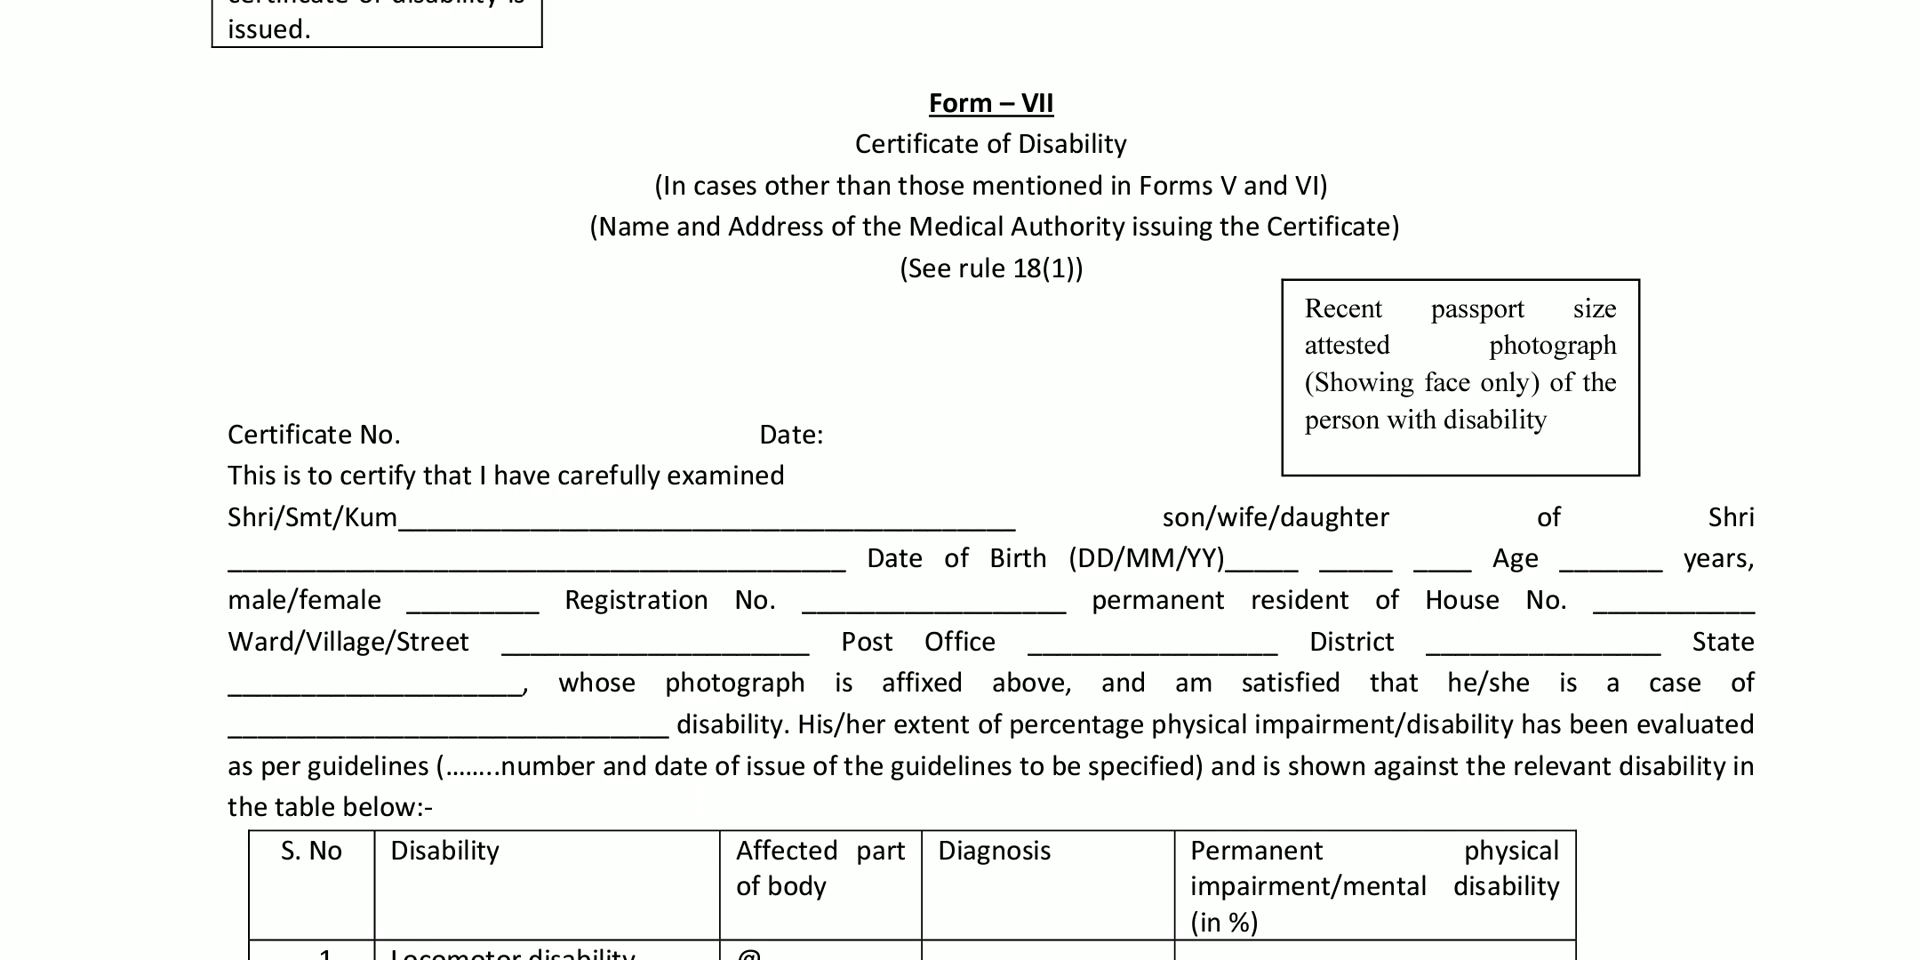 certificate of disability is
issued.
Form – VII
Certificate of Disability
(In cases other than those mentioned in Forms V and VI)
(Name and Address of the Medical Authority issuing the Certificate)
(See rule 18(1))
Recent passport size
attested photograph
(Showing face only) of the
person with disability
Certificate No. Date:
This is to certify that I have carefully examined
Shri/Smt/Kum__________________________________________ son/wife/daughter of Shri
__________________________________________ Date of Birth (DD/MM/YY)_____ _____ ____ Age _______ years,
male/female _________ Registration No. __________________ permanent resident of House No. ___________
Ward/Village/Street _____________________ Post Office _________________ District ________________ State
____________________, whose photograph is affixed above, and am satisfied that he/she is a case of
______________________________ disability. His/her extent of percentage physical impairment/disability has been evaluated
as per guidelines (……..number and date of issue of the guidelines to be specified) and is shown against the relevant disability in
the table below:-
S. No Disability Affected part of body Diagnosis Permanent physical impairment/mental disability (in %)
1 Locomotor disability @